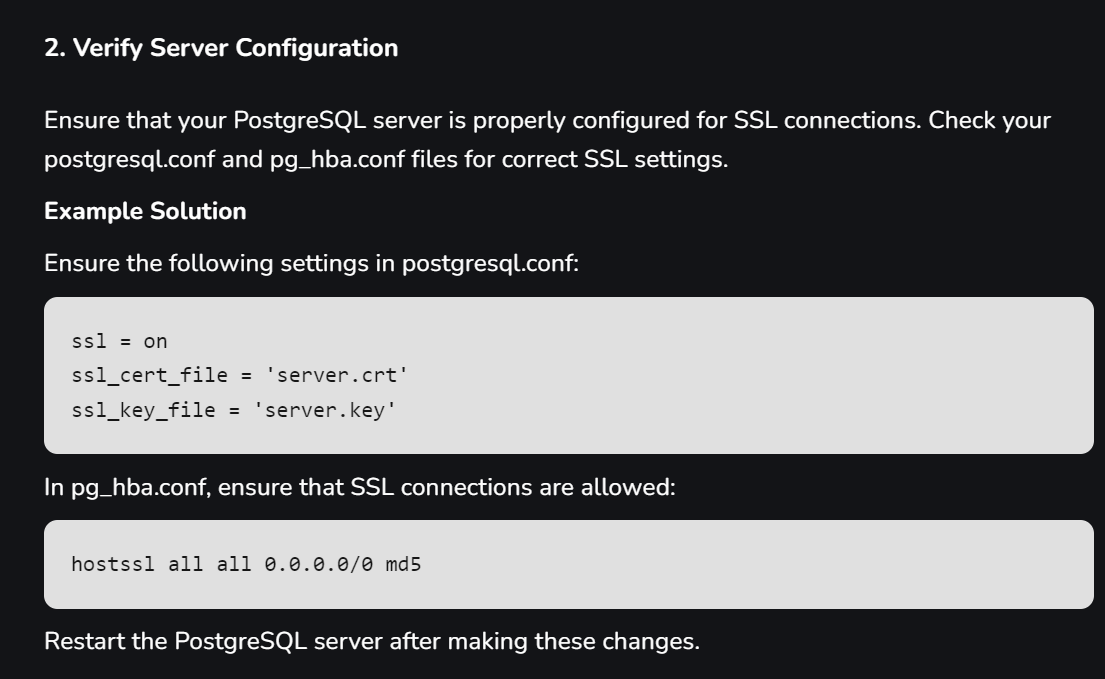 2. Verify Server Configuration
Ensure that your PostgreSQL server is properly configured for SSL connections. Check your
postgresql.conf and pg_hba.conf files for correct SSL settings.
Example Solution
Ensure the following settings in postgresql.conf:
ssl = on
ssl_cert_file = 'server.crt'
ssl_key_file = 'server.key'
In pg_hba.conf, ensure that SSL connections are allowed:
hostssl all all 0.0.0.0/0 md5
Restart the PostgreSQL server after making these changes.